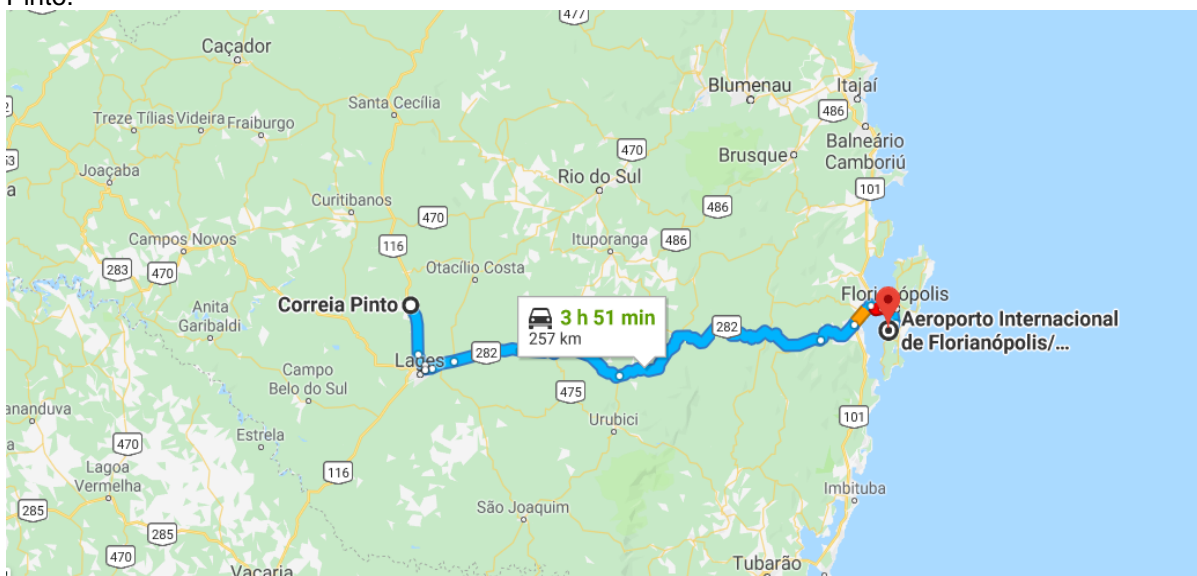 Pinto.
477
Caçador
Blumenau
Itajaí
Santa Cecília
486
Treze Tílias
Videira
Fraiburgo
Balneário
Camboriú
470
Brusque
Joaçaba
Rio do Sul
101
Curitibanos
486
470
Campos Novos
116
Ituporanga
486
283
470
Otacílio Costa
Anita
Garibaldi
Correia Pinto
3 h 51 min
257 km
Florianópolis
Aeroporto Internacional
de Florianópolis/...
282
Lages
282
Campo
Belo do Sul
475
Urubici
101
Estrela
470
Lagoa
Vermelha
116
Imbituba
285
São Joaquim
285
470
Vacaria
Tubarão